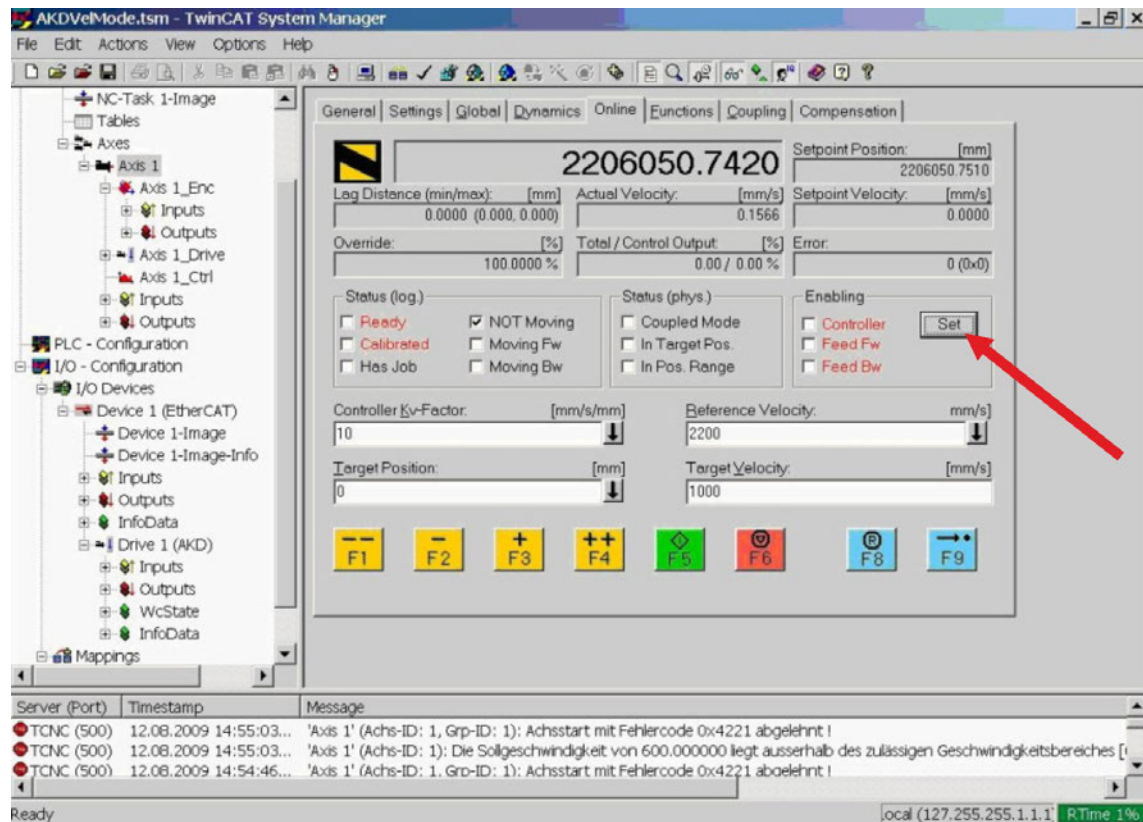 AKDVelMode.tsm - TwinCAT System Manager
File Edit Actions View Options Help
NC-Task 1-Image
Tables
Axes
Axis 1
Axis 1_Enc
Inputs
Outputs
Axis 1_Drive
Axis 1_Ctrl
Inputs
Outputs
PLC - Configuration
I/O - Configuration
I/O Devices
Device 1 (EtherCAT)
Device 1-Image
Device 1-Image-Info
Inputs
Outputs
InfoData
Drive 1 (AKD)
Inputs
Outputs
WcState
InfoData
Mappings
General Settings Global Dynamics Online Functions Coupling Compensation
2206050.7420
Setpoint Position: [mm]
2206050.7510
Lag Distance (min/max): [mm] Actual Velocity: [mm/s] Setpoint Velocity: [mm/s]
0.0000 (0.000, 0.000) 0.1566 0.0000
Override: [%] Total / Control Output: [%] Error:
100.0000 % 0.00 / 0.00 % 0 (0x0)
Status (log.) Status (phys.) Enabling
Ready NOT Moving Coupled Mode Controller Set
Calibrated Moving Fw In Target Pos. Feed Fw
Has Job Moving Bw In Pos. Range Feed Bw
Controller Kv-Factor: [mm/s/mm] Reference Velocity: mm/s]
10 2200
Target Position: [mm] Target Velocity: [mm/s]
0 1000
-- - + ++
F1 F2 F3 F4 F5 F6 F8 F9
Server (Port) Timestamp Message
TCNC (500) 12.08.2009 14:55:03... 'Axis 1' (Achs-ID: 1, Grp-ID: 1): Achsstart mit Fehlercode 0x4221 abgelehnt !
TCNC (500) 12.08.2009 14:55:03... 'Axis 1' (Achs-ID: 1): Die Sollgeschwindigkeit von 600.000000 liegt ausserhalb des zulässigen Geschwindigkeitsbereiches [
TCNC (500) 12.08.2009 14:54:46... 'Axis 1' (Achs-ID: 1, Grp-ID: 1): Achsstart mit Fehlercode 0x4221 abgelehnt !
Ready ocal (127.255.255.1.1.1) RTime 1%